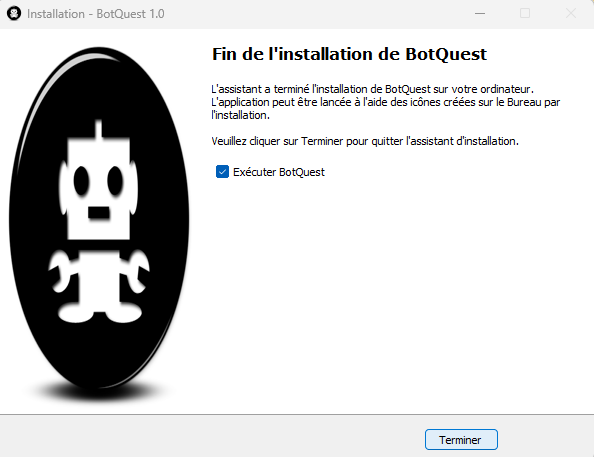 Installation - BotQuest 1.0
Fin de l'installation de BotQuest
L'assistant a terminé l'installation de BotQuest sur votre ordinateur.
L'application peut être lancée à l'aide des icônes créées sur le Bureau par
l'installation.
Veuillez cliquer sur Terminer pour quitter l'assistant d'installation.
Exécuter BotQuest
Terminer